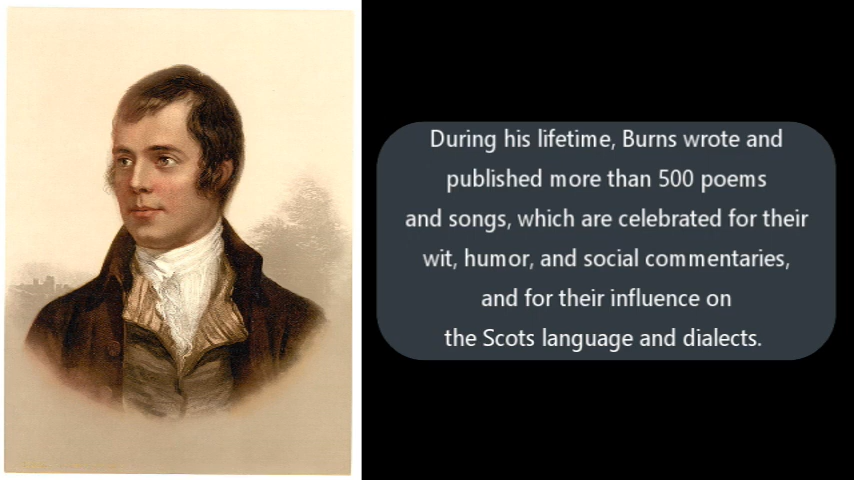 During his lifetime, Burns wrote and
published more than 500 poems
and songs, which are celebrated for their
wit, humor, and social commentaries,
and for their influence on
the Scots language and dialects.